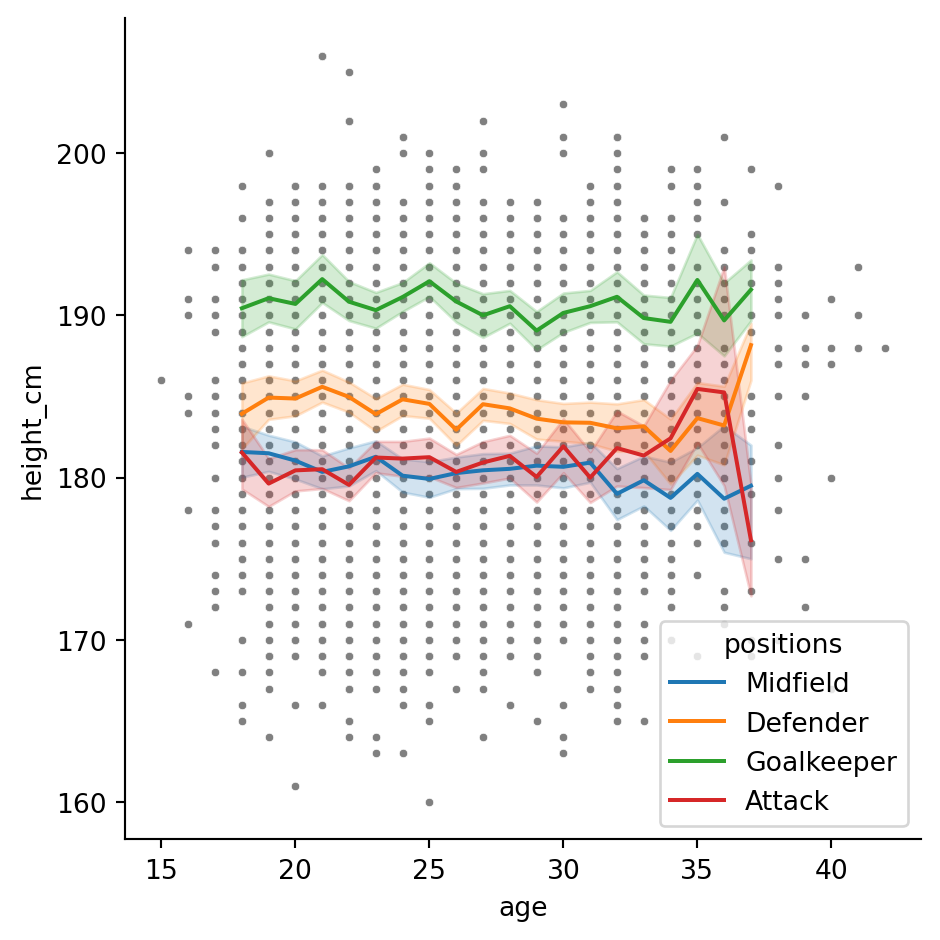 height_cm
200
190
180
170
160
15
20
25
30
35
40
age
positions
Midfield
Defender
Goalkeeper
Attack